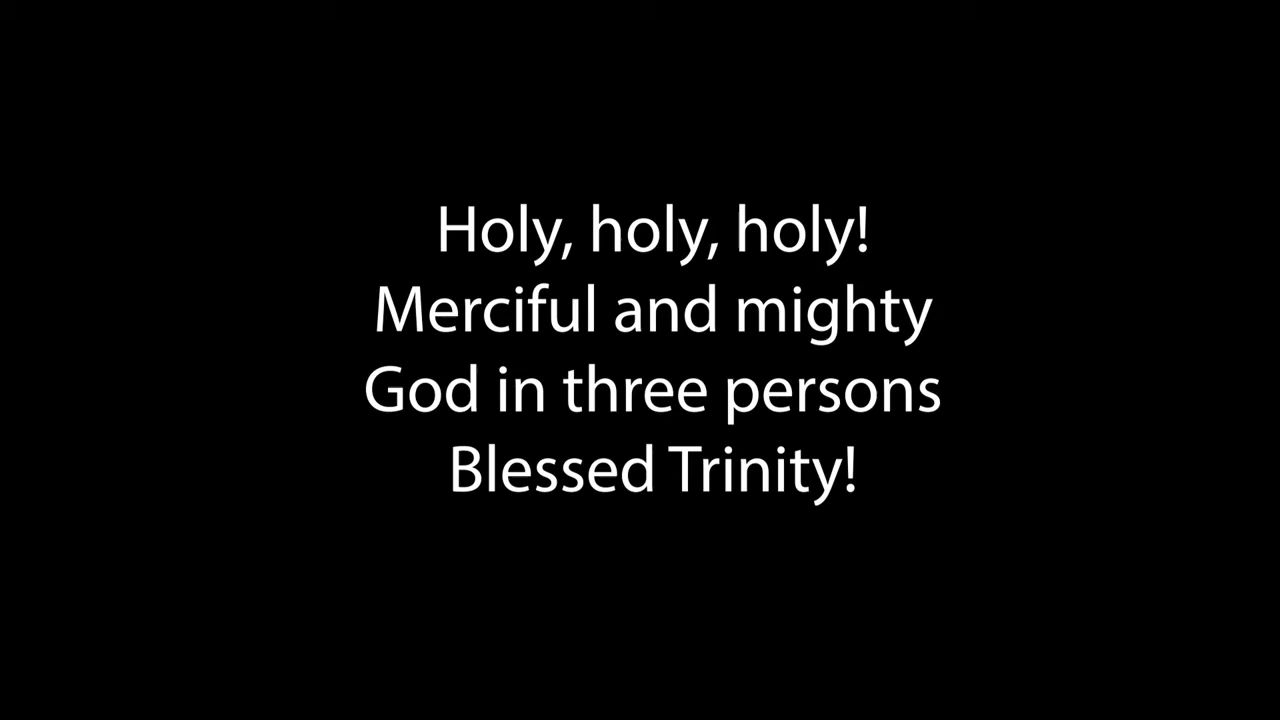 Holy, holy, holy!
Merciful and mighty
God in three persons
Blessed Trinity!